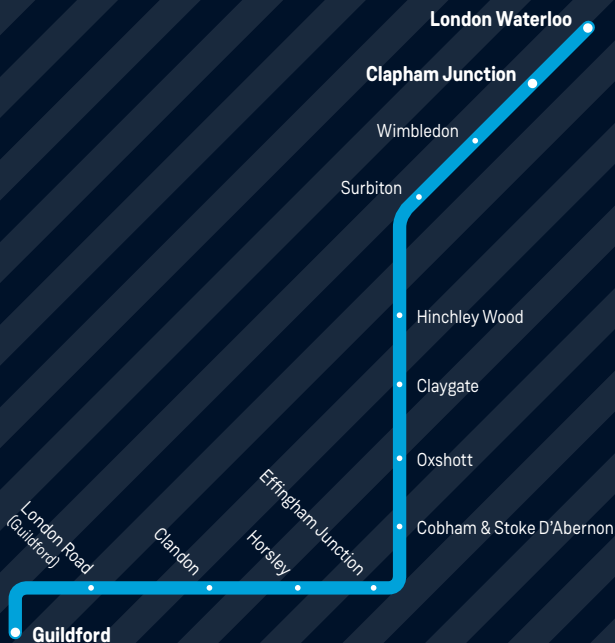 London Waterloo
Clapham Junction
Wimbledon
Surbiton
Hinchley Wood
Claygate
Oxshott
Cobham & Stoke D'Abernon
Effingham Junction
Horsley
Clandon
London Road
(Guildford)
Guildford